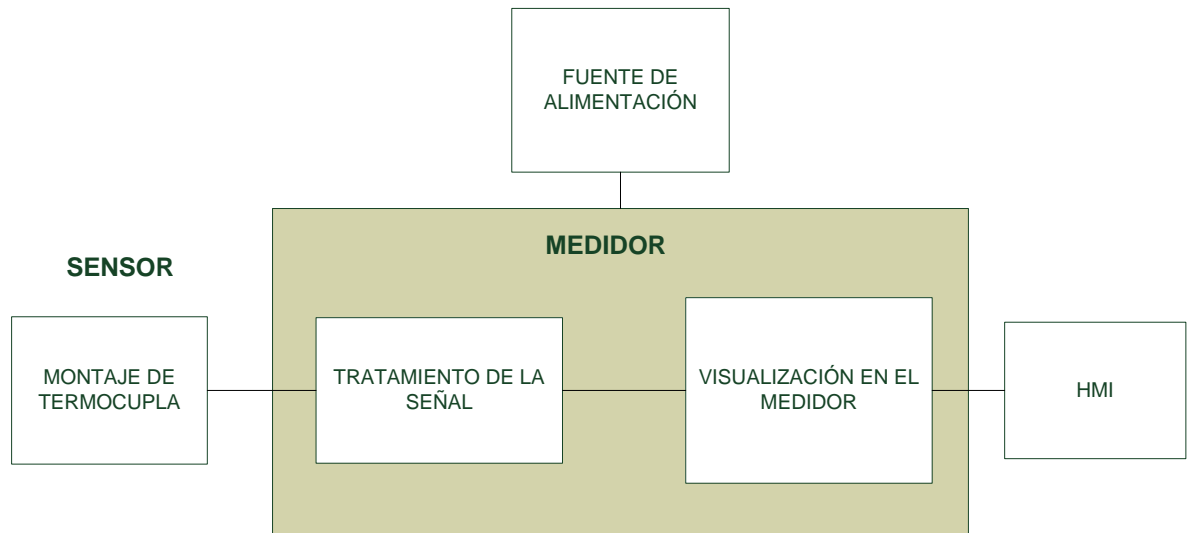 FUENTE DE
ALIMENTACIÓN
MEDIDOR
SENSOR
MONTAJE DE
TERMOCUPLA
TRATAMIENTO DE LA
SEÑAL
VISUALIZACIÓN EN EL
MEDIDOR
HMI